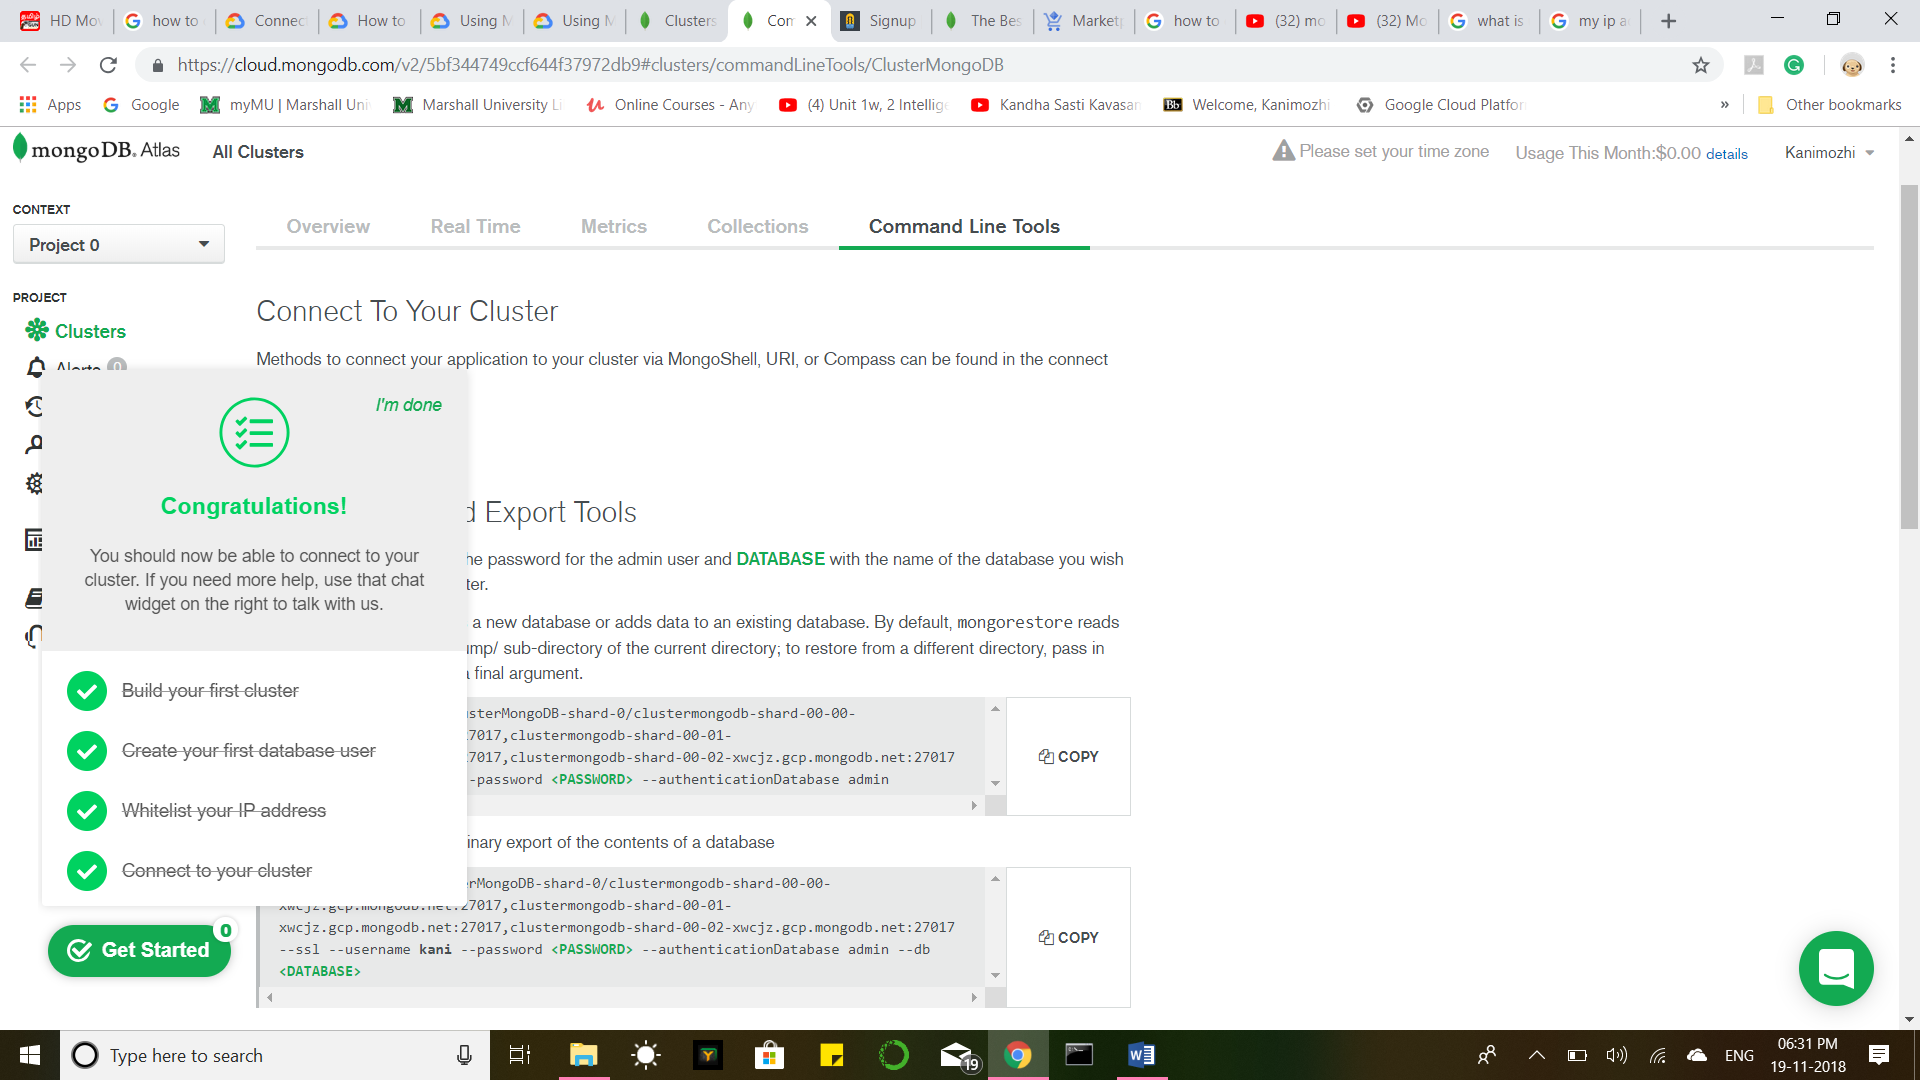 HD Mov
how to
Connec
How to
Using M
Using M
Clusters
Com
Signup
The Bes
Market
how to
(32) mo
(32) Mo
what is
my ip a
https://cloud.mongodb.com/v2/5bf344749ccf644f37972db9#clusters/commandLineTools/ClusterMongoDB
Apps
Google
myMU | Marshall Uni
Marshall University Li
Online Courses - Any
(4) Unit 1w, 2 Intellig
Kandha Sasti Kavasam
Bb Welcome, Kanimozhi
Google Cloud Platfor
»
Other bookmarks
mongoDB. Atlas
All Clusters
Please set your time zone
Usage This Month:$0.00 details
Kanimozhi
CONTEXT
Project 0
Overview
Real Time
Metrics
Collections
Command Line Tools
PROJECT
Clusters
Alerts 0
Connect To Your Cluster
Methods to connect your application to your cluster via MongoShell, URI, or Compass can be found in the connect
I'm done
Congratulations!
You should now be able to connect to your
cluster. If you need more help, use that chat
widget on the right to talk with us.
Build your first cluster
Create your first database user
Whitelist your IP address
Connect to your cluster
Get Started
0
d Export Tools
he password for the admin user and DATABASE with the name of the database you wish
ter.
a new database or adds data to an existing database. By default, mongorestore reads
ump/ sub-directory of the current directory; to restore from a different directory, pass in
final argument.
sterMongoDB-shard-0/clustermongodb-shard-00-00-
7017,clustermongodb-shard-00-01-
7017,clustermongodb-shard-00-02-xwcjz.gcp.mongodb.net:27017
-password <PASSWORD> --authenticationDatabase admin
COPY
inary export of the contents of a database
rMongoDB-shard-0/clustermongodb-shard-00-00-
xwcjz.gcp.mongodb.net:27017,clustermongodb-shard-00-01-
xwcjz.gcp.mongodb.net:27017,clustermongodb-shard-00-02-xwcjz.gcp.mongodb.net:27017
--ssl --username kani --password <PASSWORD> --authenticationDatabase admin --db
<DATABASE>
COPY
Type here to search
19
ENG
06:31 PM
19-11-2018